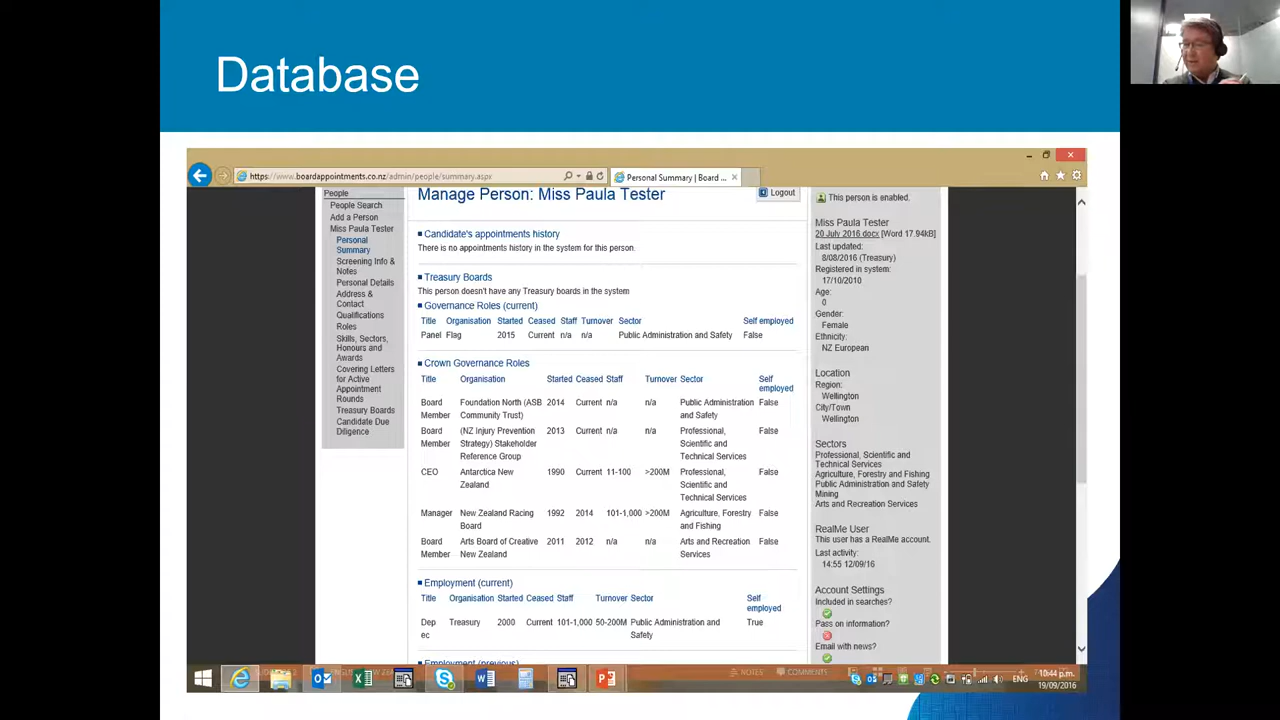 Database
https://www.boardappointments.co.nz/admin/people/summary.aspx
Personal Summary | Board ...
People
People Search
Add a Person
Miss Paula Tester
Personal
Summary
Screening Info &
Notes
Personal Details
Address &
Contact
Qualifications
Roles
Skills, Sectors,
Honours and
Awards
Covering Letters
for Active
Appointment
Rounds
Treasury Boards
Candidate Due
Diligence
Manage Person: Miss Paula Tester
Logout
Candidate's appointments history
There is no appointments history in the system for this person.
Treasury Boards
This person doesn't have any Treasury boards in the system
Governance Roles (current)
Title Organisation Started Ceased Staff Turnover Sector Self employed
Panel Flag 2015 Current n/a n/a Public Administration and Safety False
Crown Governance Roles
Title Organisation Started Ceased Staff Turnover Sector Self
employed
Board Foundation North (ASB 2014 Current n/a n/a Public Administration False
Member Community Trust) and Safety
Board (NZ Injury Prevention 2013 Current n/a n/a Professional, False
Member Strategy) Stakeholder Scientific and
Reference Group Technical Services
CEO Antarctica New 1990 Current 11-100 >200M Professional, False
Zealand Scientific and
Technical Services
Manager New Zealand Racing 1992 2014 101-1,000 >200M Agriculture, Forestry False
Board and Fishing
Board Arts Board of Creative 2011 2012 n/a n/a Arts and Recreation False
Member New Zealand Services
Employment (current)
Title Organisation Started Ceased Staff Turnover Sector Self
employed
Dep Treasury 2000 Current 101-1,000 50-200M Public Administration and True
ec Safety
Employment (previous)
This person is enabled.
Miss Paula Tester
20 July 2016.docx [Word 17.94kB]
Last updated:
8/08/2016 (Treasury)
Registered in system:
17/10/2010
Age:
0
Gender:
Female
Ethnicity:
NZ European
Location
Region:
Wellington
City/Town
Wellington
Sectors
Professional, Scientific and
Technical Services
Agriculture, Forestry and Fishing
Public Administration and Safety
Mining
Arts and Recreation Services
RealMe User
This user has a RealMe account.
Last activity:
14:55 12/09/16
Account Settings
Included in searches?
Pass on information?
Email with news?
NOTES
COMMENTS
ENG
10:44 p.m.
19/09/2016